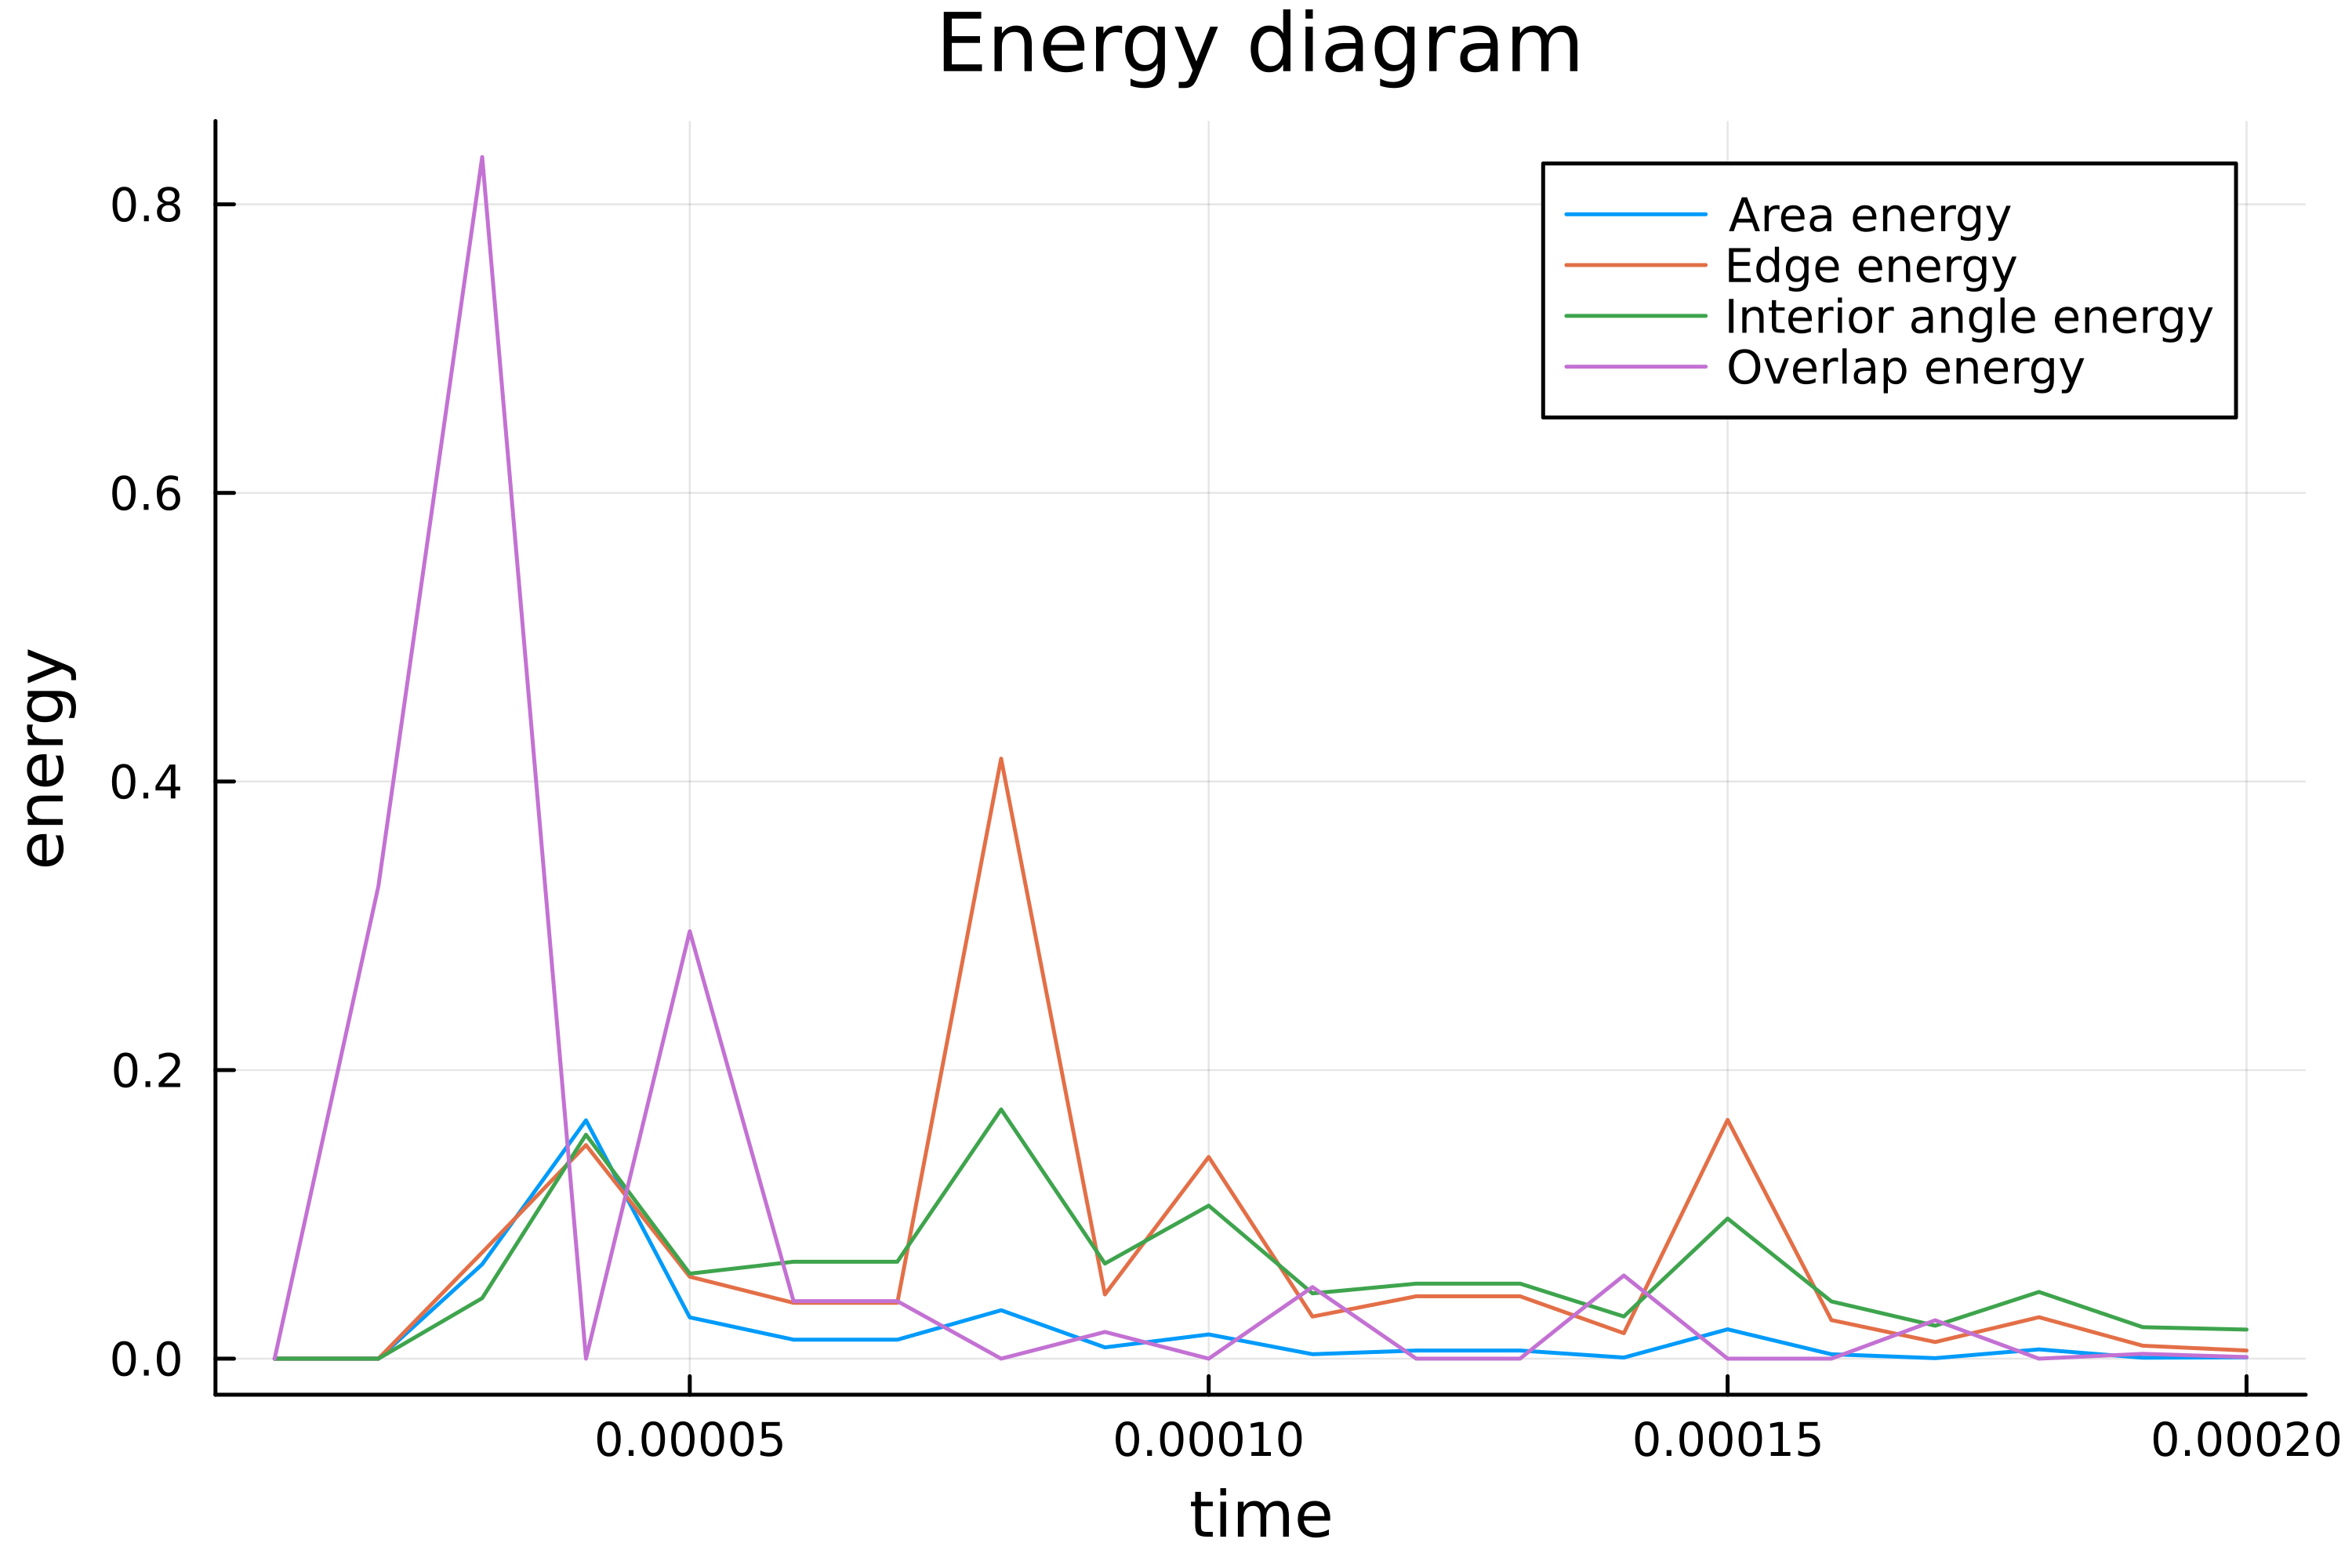 Energy diagram
Area energy
Edge energy
Interior angle energy
Overlap energy
energy
0.8
0.6
0.4
0.2
0.0
0.00005
0.00010
0.00015
0.00020
time